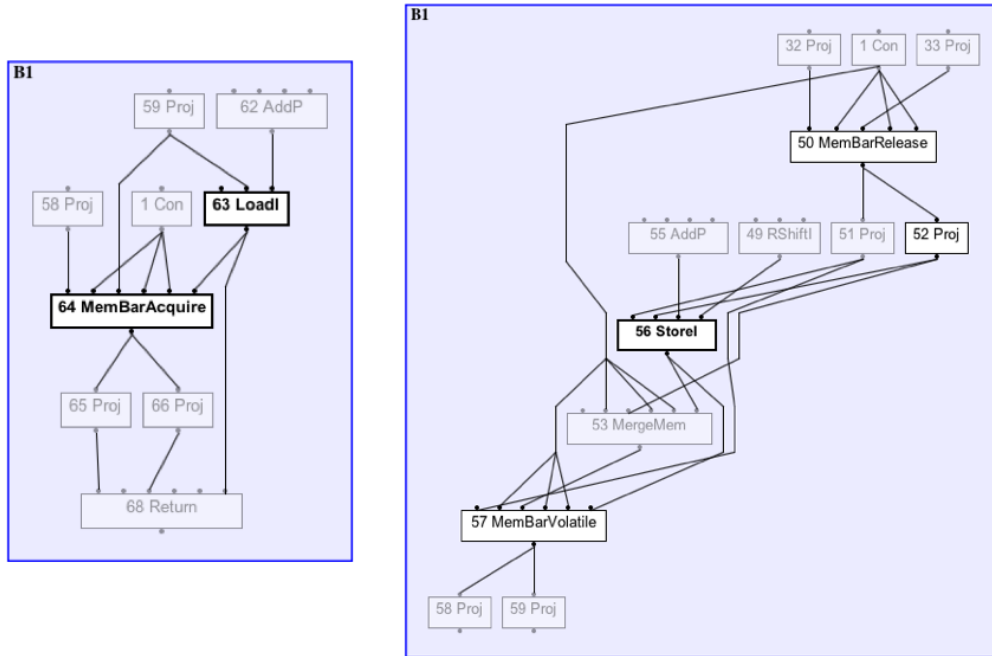 B1
59 Proj
62 AddP
58 Proj
1 Con
63 LoadI
64 MemBarAcquire
65 Proj
66 Proj
68 Return
B1
32 Proj
1 Con
33 Proj
50 MemBarRelease
55 AddP
49 RShiftI
51 Proj
52 Proj
56 StoreI
53 MergeMem
57 MemBarVolatile
58 Proj
59 Proj